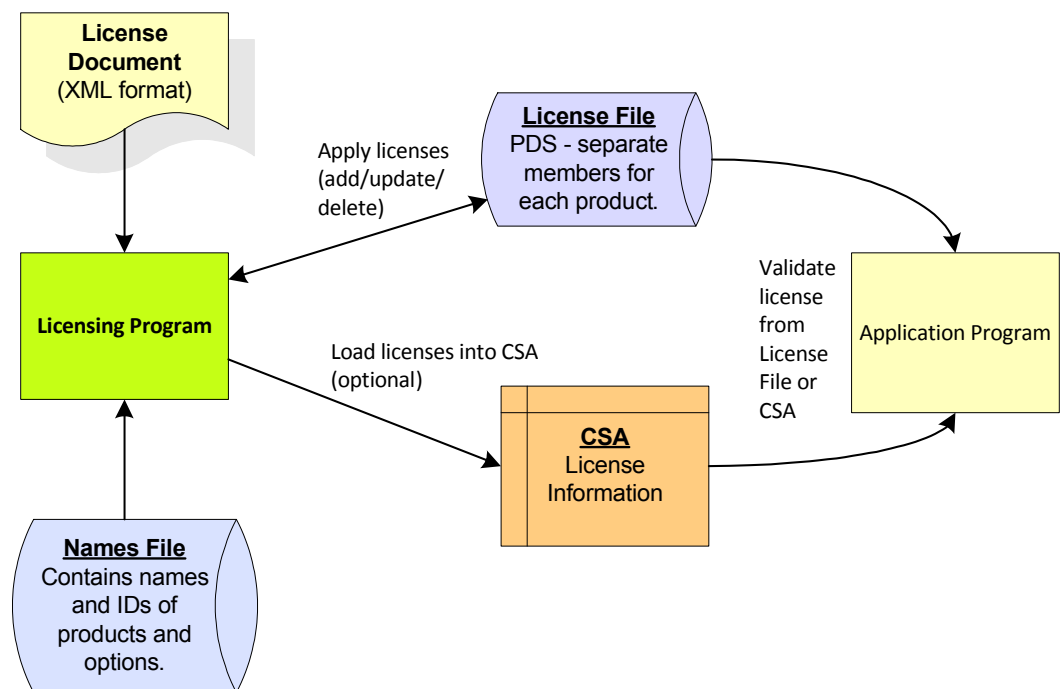 License
Document
(XML format)
License File
PDS - separate
members for
each product.
Apply licenses
(add/update/
delete)
Licensing Program
Validate
license
from
License
File or
CSA
Application Program
Load licenses into CSA
(optional)
CSA
License
Information
Names File
Contains names
and IDs of
products and
options.